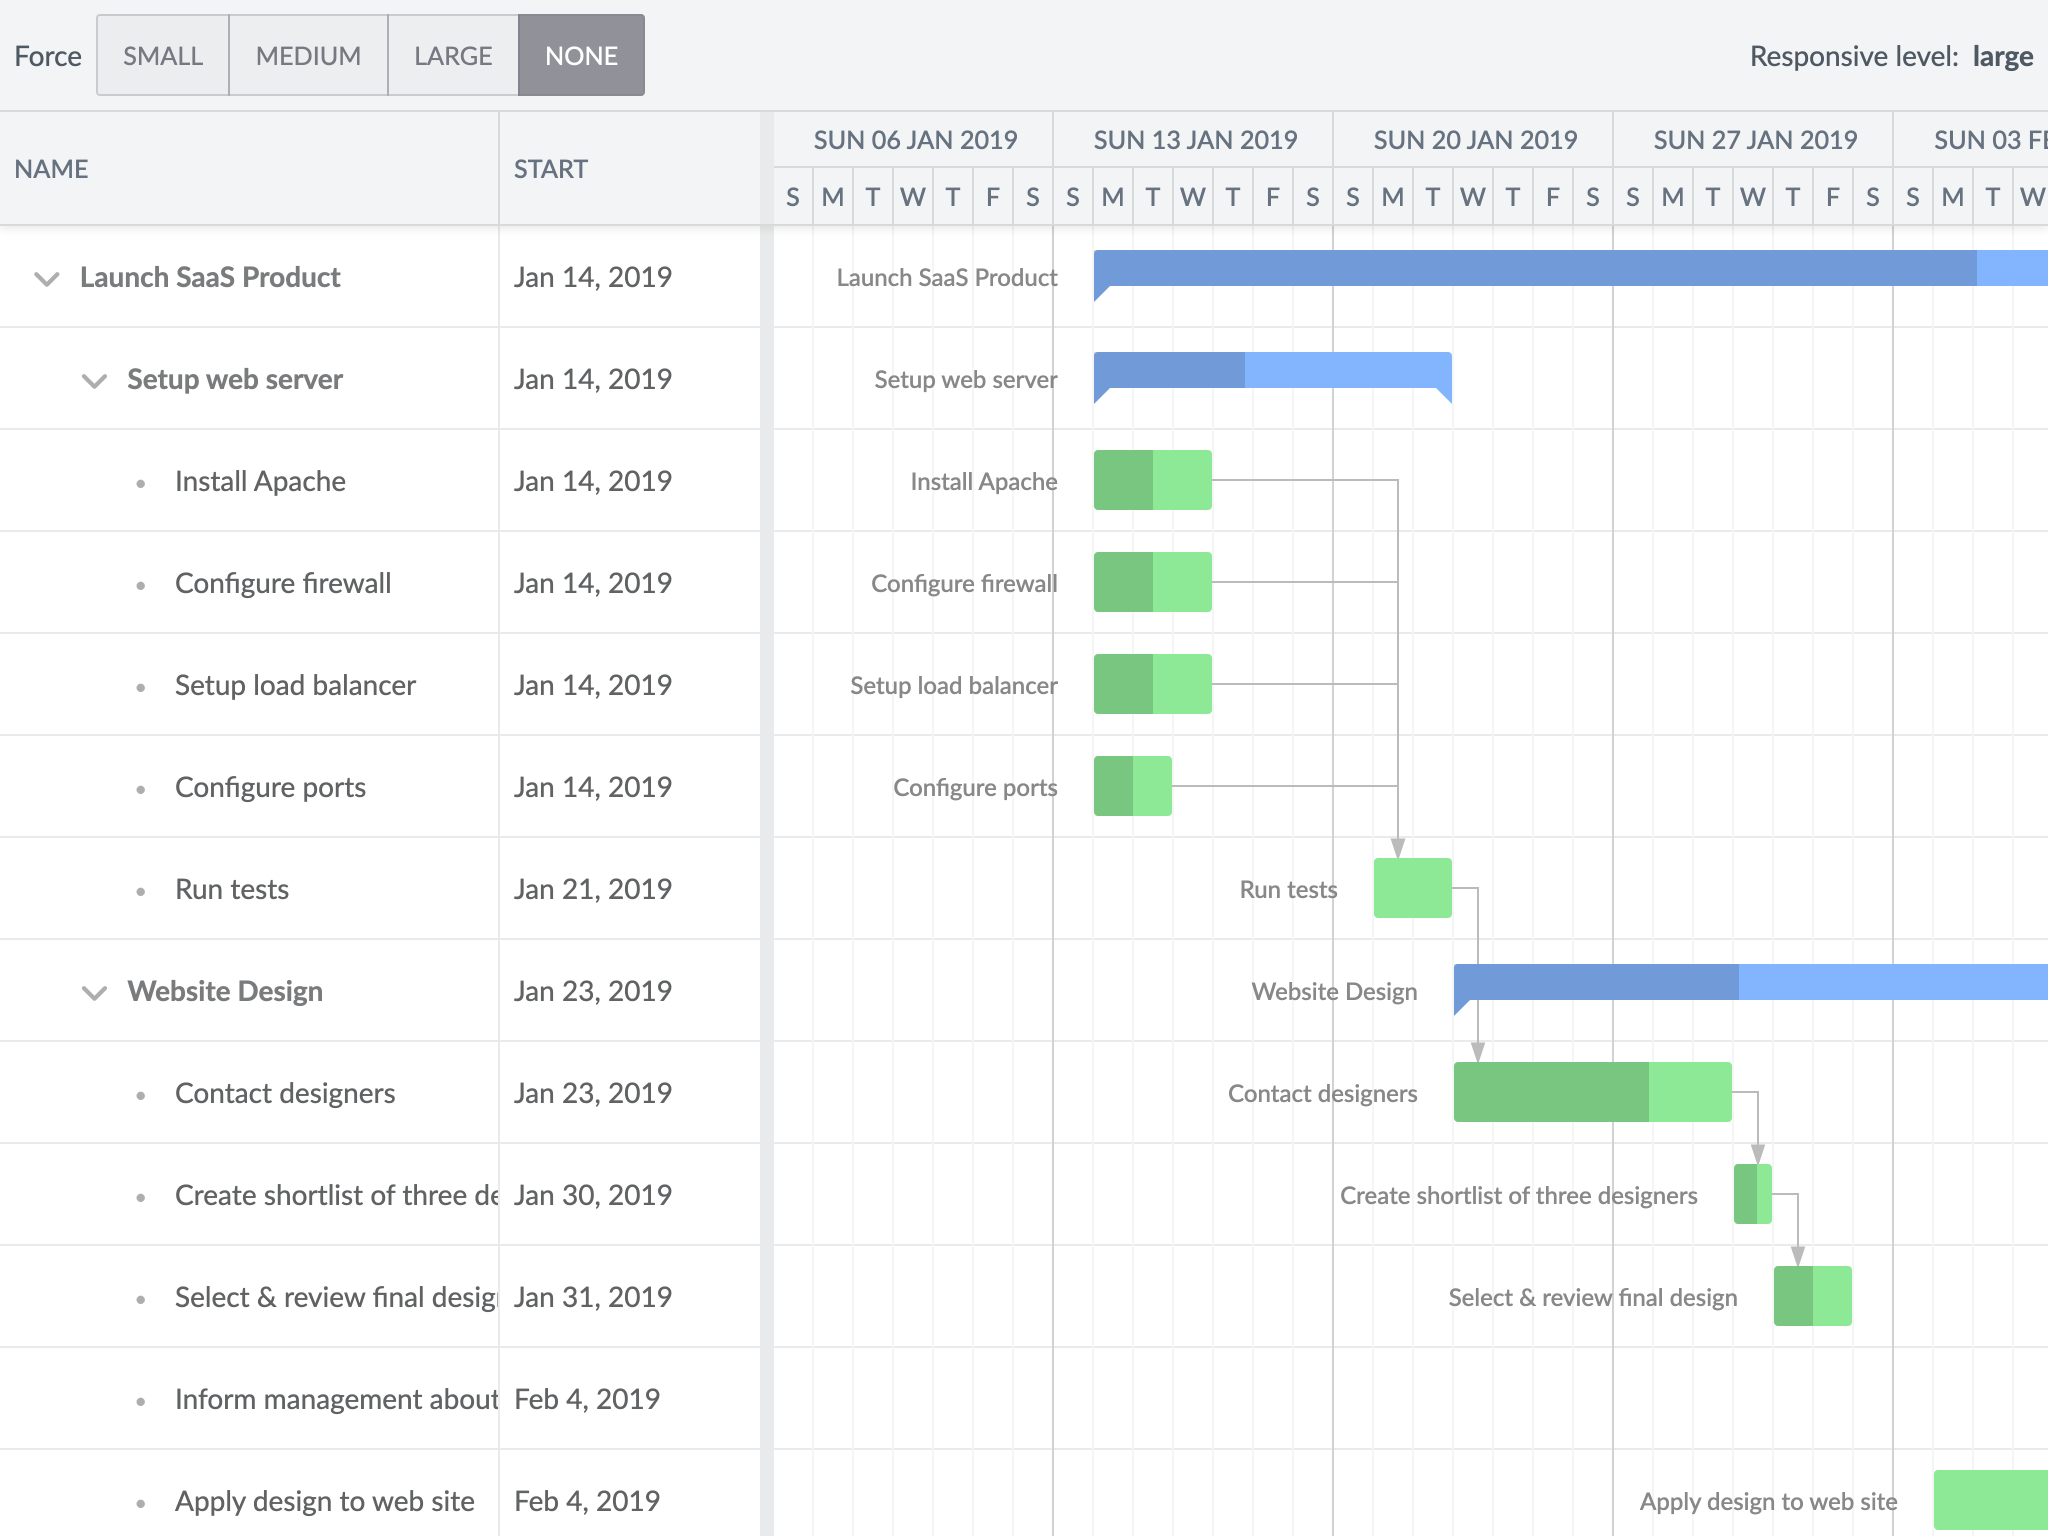 Force SMALL MEDIUM LARGE NONE Responsive level: large
NAME START SUN 06 JAN 2019 SUN 13 JAN 2019 SUN 20 JAN 2019 SUN 27 JAN 2019 SUN 03 FE
S M T W T F S S M T W T F S S M T W T F S S M T W T F S S M T W
Launch SaaS Product Jan 14, 2019 Launch SaaS Product
Setup web server Jan 14, 2019 Setup web server
Install Apache Jan 14, 2019 Install Apache
Configure firewall Jan 14, 2019 Configure firewall
Setup load balancer Jan 14, 2019 Setup load balancer
Configure ports Jan 14, 2019 Configure ports
Run tests Jan 21, 2019 Run tests
Website Design Jan 23, 2019 Website Design
Contact designers Jan 23, 2019 Contact designers
Create shortlist of three de Jan 30, 2019 Create shortlist of three designers
Select & review final desig Jan 31, 2019 Select & review final design
Inform management about Feb 4, 2019
Apply design to web site Feb 4, 2019 Apply design to web site